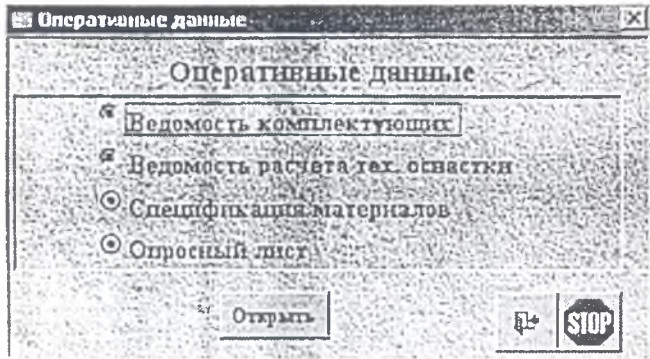 Оперативные данные
Оперативные данные
Ведомость комплектующих
Ведомость расчета тех. оснастки
Спецификация материалов
Опросный лист
Открыть
STOP